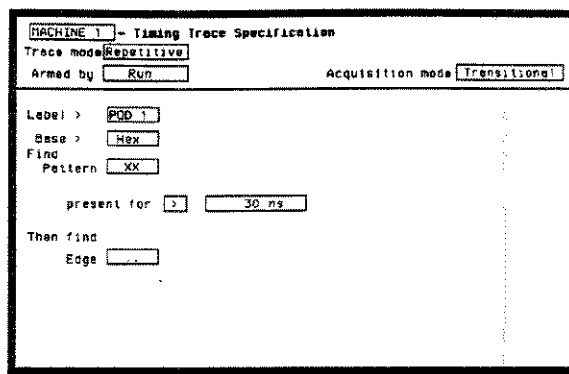 MACHINE 1 - Timing Trace Specification
Trace mode Repetitive
Armed by Run Acquisition mode Transitional
Label > POD 1
Base > Hex
Find
Pattern XX
present for > 30 ns
Then find
Edge ..